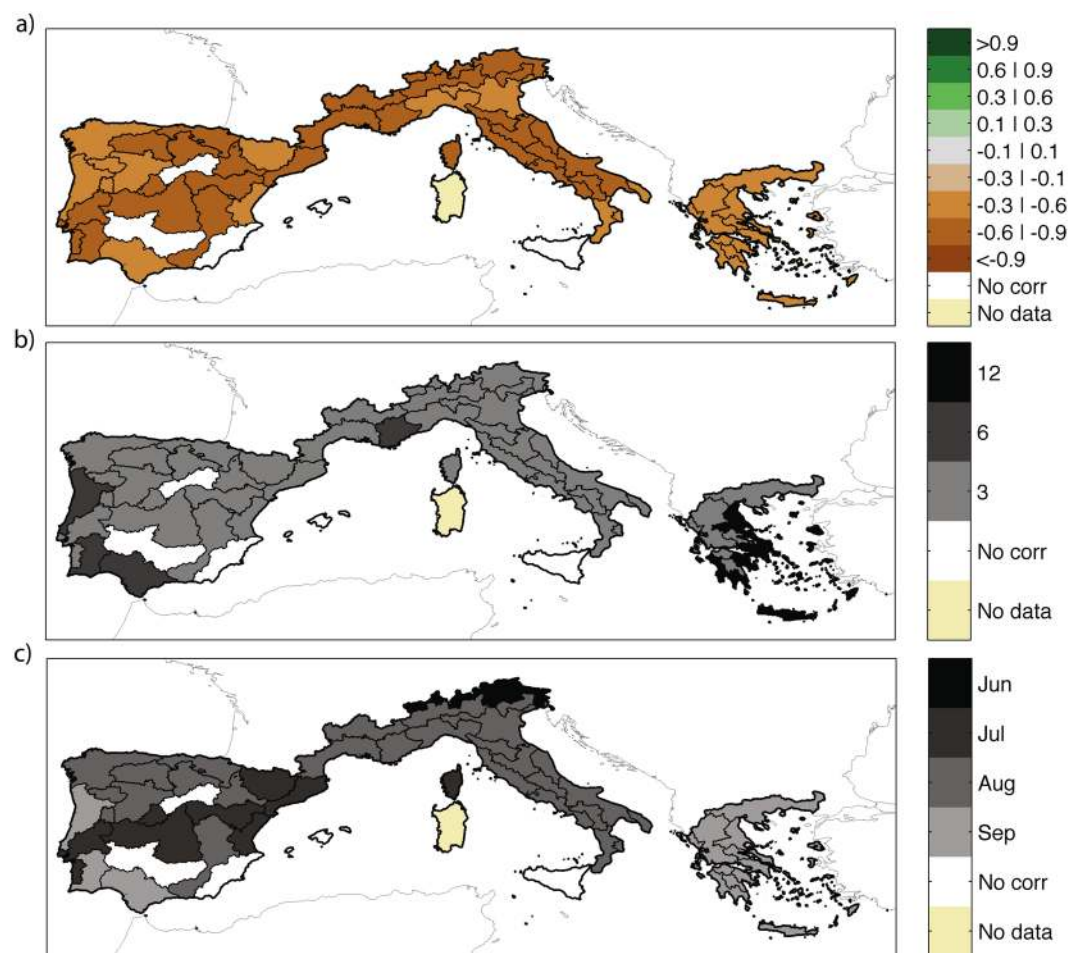 a)
>0.9
0.6 | 0.9
0.3 | 0.6
0.1 | 0.3
-0.1 | 0.1
-0.3 | -0.1
-0.3 | -0.6
-0.6 | -0.9
<-0.9
No corr
No data
b)
12
6
3
No corr
No data
c)
Jun
Jul
Aug
Sep
No corr
No data